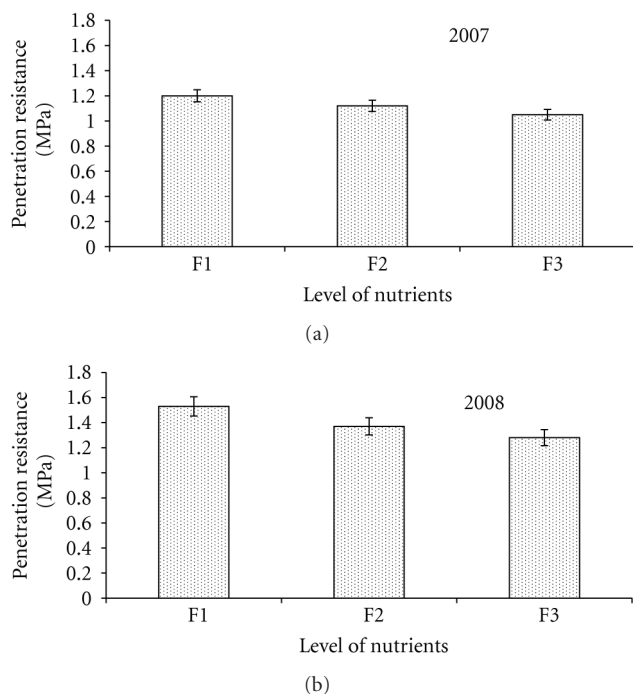 1.8
1.6
1.4
1.2
1
0.8
0.6
0.4
0.2
0
Penetration resistance
(MPa)
2007
F1 F2 F3
Level of nutrients
(a)
1.8
1.6
1.4
1.2
1
0.8
0.6
0.4
0.2
0
Penetration resistance
(MPa)
2008
F1 F2 F3
Level of nutrients
(b)